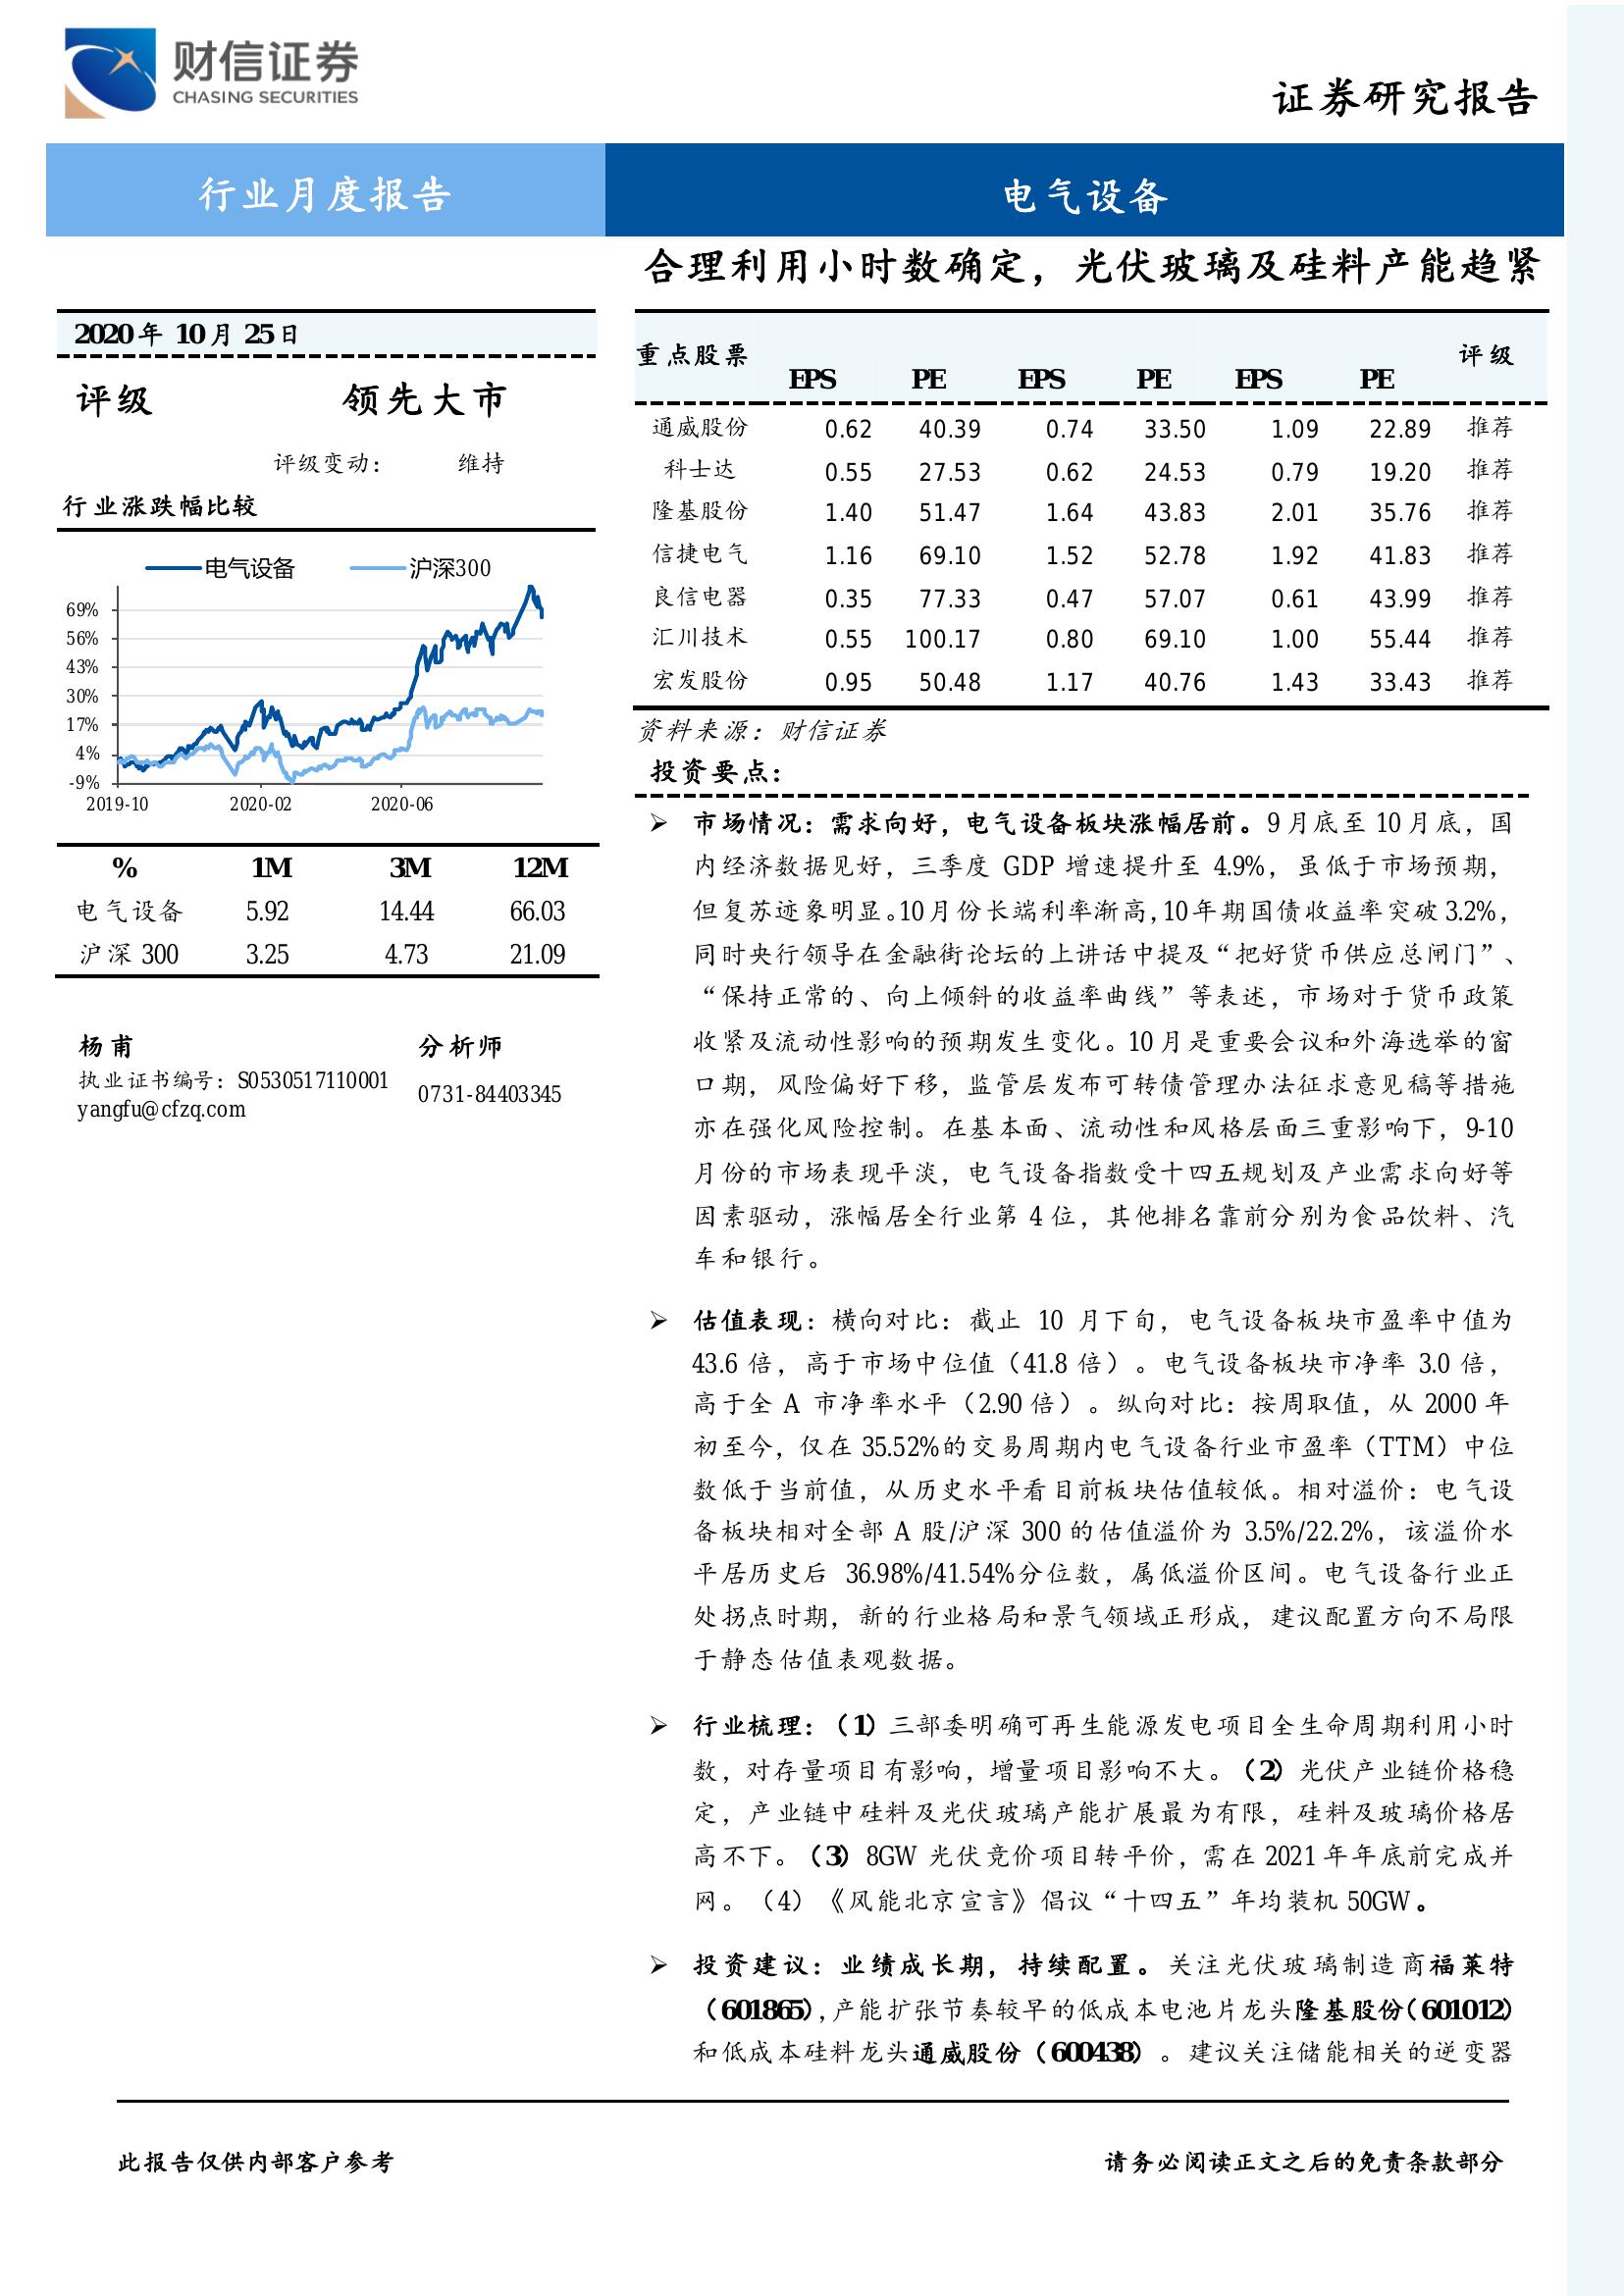 财信证券
CHASING SECURITIES
证券研究报告
行业月度报告
电气设备
合理利用小时数确定，光伏玻璃及硅料产能趋紧
2020年 10月 25日
评级 领先大市
评级变动： 维持
行业涨跌幅比较
电气设备 沪深300
69%
56%
43%
30%
17%
4%
-9%
2019-10 2020-02 2020-06
% 1M 3M 12M
电气设备 5.92 14.44 66.03
沪深 300 3.25 4.73 21.09
杨甫 分析师
执业证书编号：S0530517110001 0731-84403345
yangfu@cfzq.com
重点股票 EPS PE EPS PE EPS PE 评级
通威股份 0.62 40.39 0.74 33.50 1.09 22.89 推荐
科士达 0.55 27.53 0.62 24.53 0.79 19.20 推荐
隆基股份 1.40 51.47 1.64 43.83 2.01 35.76 推荐
信捷电气 1.16 69.10 1.52 52.78 1.92 41.83 推荐
良信电器 0.35 77.33 0.47 57.07 0.61 43.99 推荐
汇川技术 0.55 100.17 0.80 69.10 1.00 55.44 推荐
宏发股份 0.95 50.48 1.17 40.76 1.43 33.43 推荐
资料来源：财信证券
投资要点：
➢ 市场情况：需求向好，电气设备板块涨幅居前。9月底至 10月底，国
内经济数据见好，三季度 GDP 增速提升至 4.9%，虽低于市场预期，
但复苏迹象明显。10月份长端利率渐高，10年期国债收益率突破3.2%，
同时央行领导在金融街论坛的上讲话中提及“把好货币供应总闸门”、
“保持正常的、向上倾斜的收益率曲线”等表述，市场对于货币政策
收紧及流动性影响的预期发生变化。10月是重要会议和外海选举的窗
口期，风险偏好下移，监管层发布可转债管理办法征求意见稿等措施
亦在强化风险控制。在基本面、流动性和风格层面三重影响下，9-10
月份的市场表现平淡，电气设备指数受十四五规划及产业需求向好等
因素驱动，涨幅居全行业第 4 位，其他排名靠前分别为食品饮料、汽
车和银行。
➢ 估值表现：横向对比：截止 10 月下旬，电气设备板块市盈率中值为
43.6 倍，高于市场中位值（41.8 倍）。电气设备板块市净率 3.0 倍，
高于全 A 市净率水平（2.90 倍）。纵向对比：按周取值，从 2000 年
初至今，仅在 35.52%的交易周期内电气设备行业市盈率（TTM）中位
数低于当前值，从历史水平看目前板块估值较低。相对溢价：电气设
备板块相对全部 A 股/沪深 300 的估值溢价为 3.5%/22.2%，该溢价水
平居历史后 36.98%/41.54%分位数，属低溢价区间。电气设备行业正
处拐点时期，新的行业格局和景气领域正形成，建议配置方向不局限
于静态估值表观数据。
➢ 行业梳理：（1）三部委明确可再生能源发电项目全生命周期利用小时
数，对存量项目有影响，增量项目影响不大。（2）光伏产业链价格稳
定，产业链中硅料及光伏玻璃产能扩展最为有限，硅料及玻璃价格居
高不下。（3）8GW 光伏竞价项目转平价，需在 2021年年底前完成并
网。（4）《风能北京宣言》倡议“十四五”年均装机 50GW。
➢ 投资建议：业绩成长期，持续配置。关注光伏玻璃制造商福莱特
（601865），产能扩张节奏较早的低成本电池片龙头隆基股份（601012）
和低成本硅料龙头通威股份（600438）。建议关注储能相关的逆变器
此报告仅供内部客户参考 请务必阅读正文之后的免责条款部分